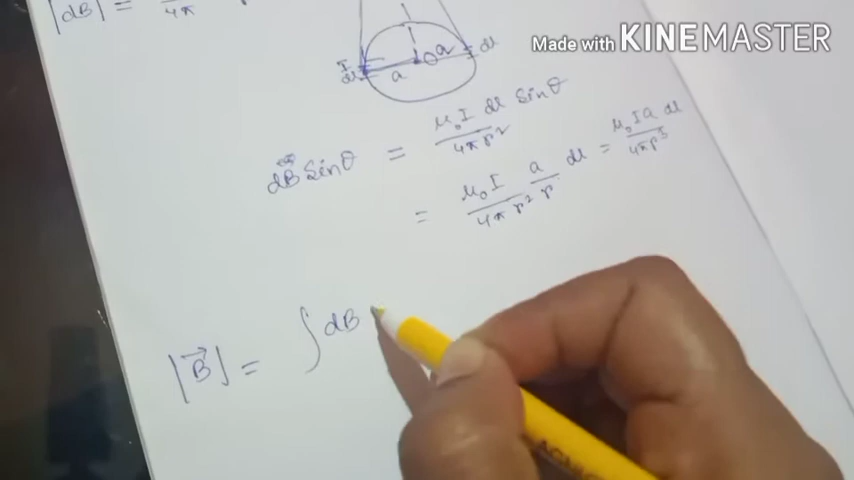 |dB| = 4π
Made with KINEMASTER
I
dl a θ a dl
dB Sinθ = μ₀I dl Sinθ / 4πr²
= μ₀I / 4πr² a / r dl = μ₀Ia dl / 4πr³
|B⃗| = ∫ dB